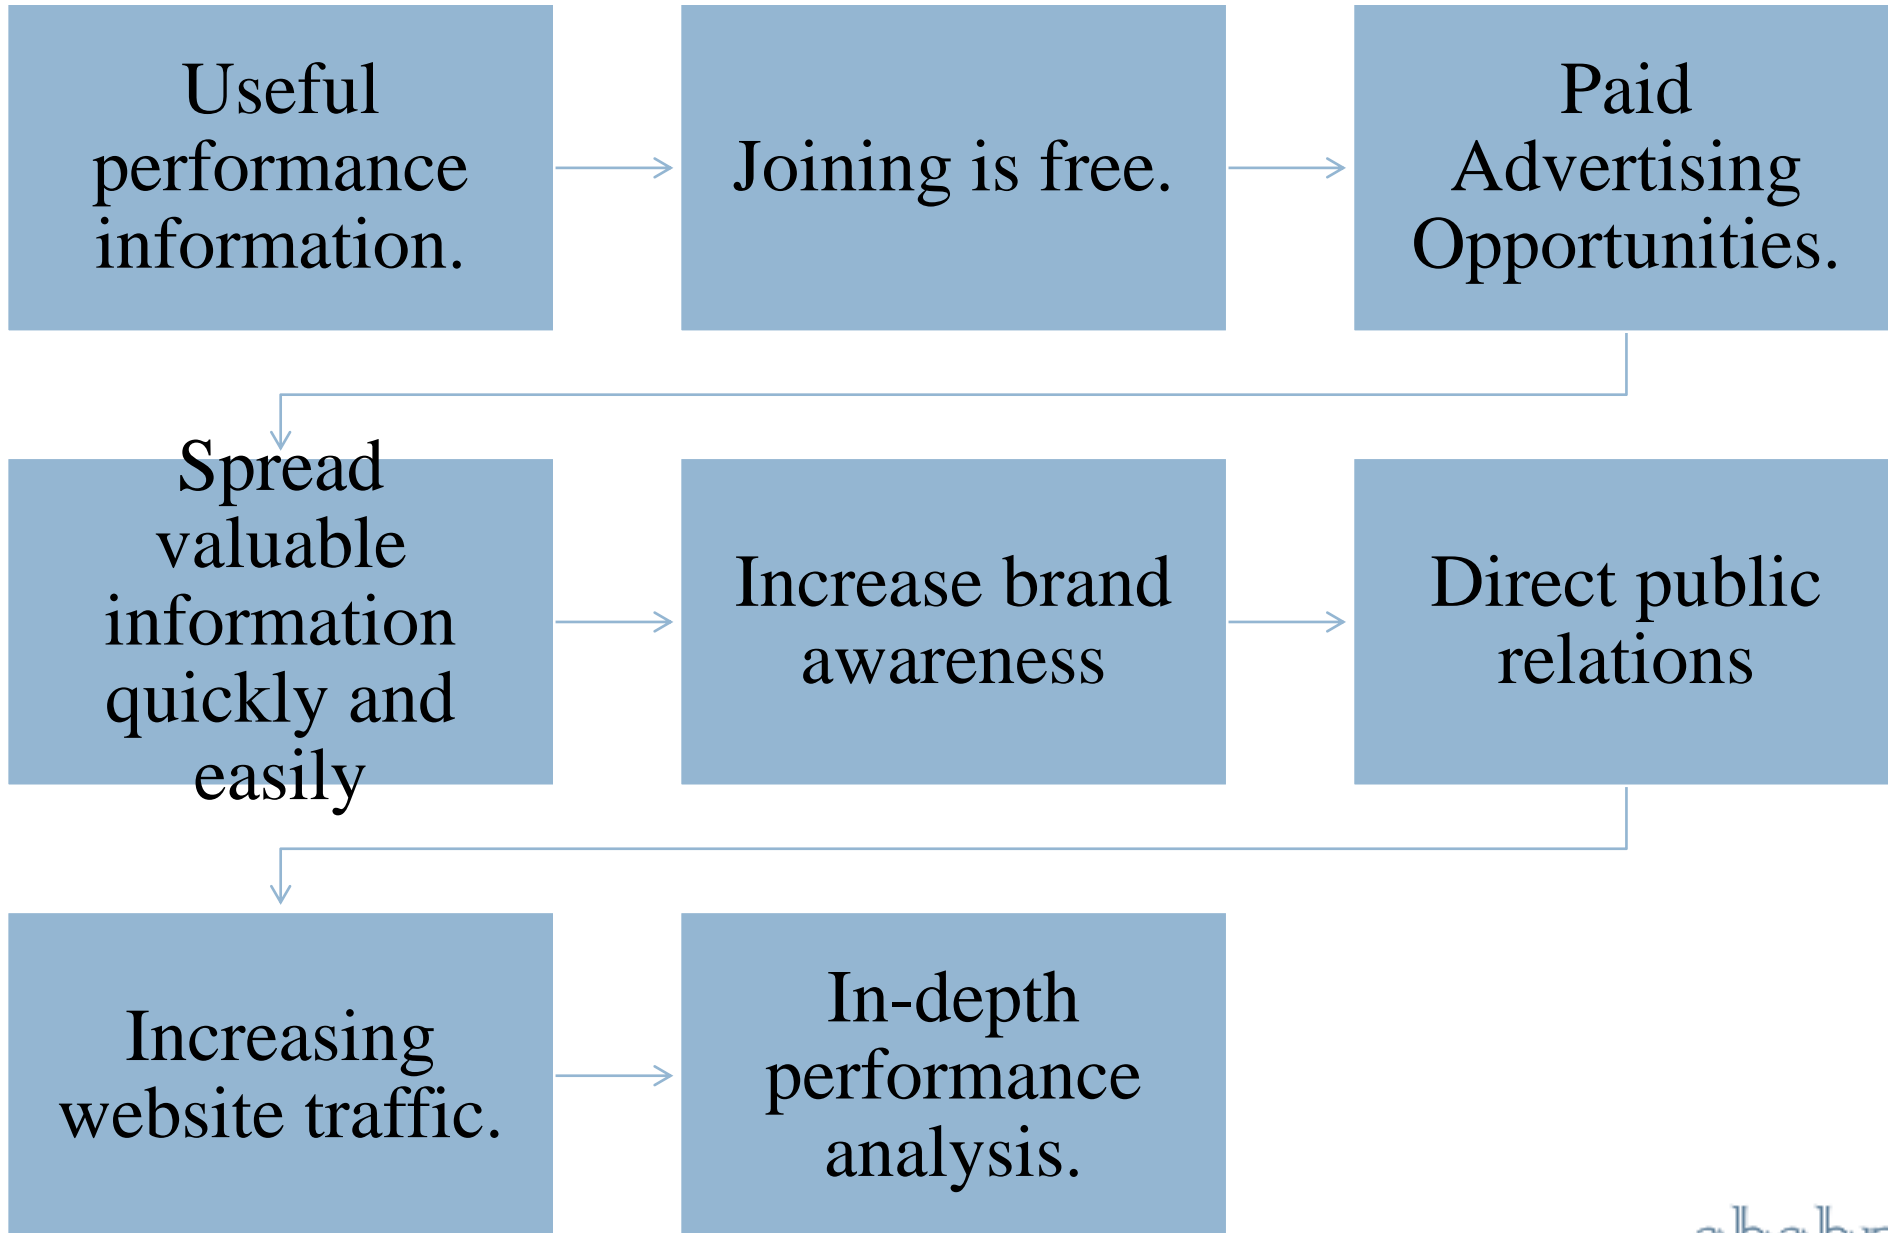 Useful
performance
information.
Joining is free.
Paid
Advertising
Opportunities.
Spread
valuable
information
quickly and
easily
Increase brand
awareness
Direct public
relations
Increasing
website traffic.
In-depth
performance
analysis.